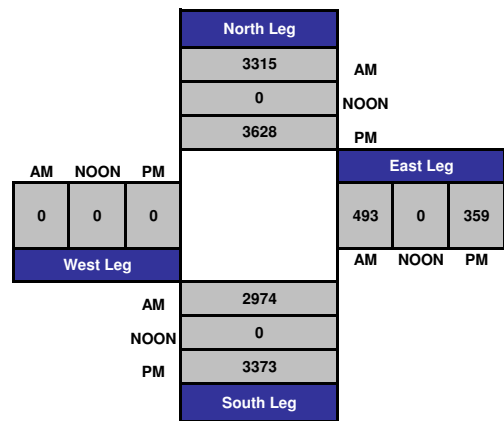 North Leg
3315
AM
0
NOON
3628
PM
AM NOON PM
East Leg
0 0 0
493 0 359
West Leg
AM NOON PM
2974
AM
0
NOON
3373
PM
South Leg